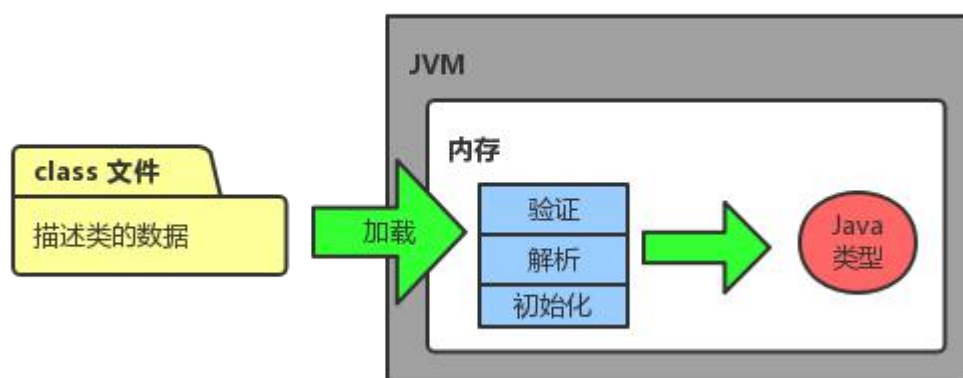 JVM
内存
class 文件
描述类的数据
加载
验证
解析
初始化
Java
类型